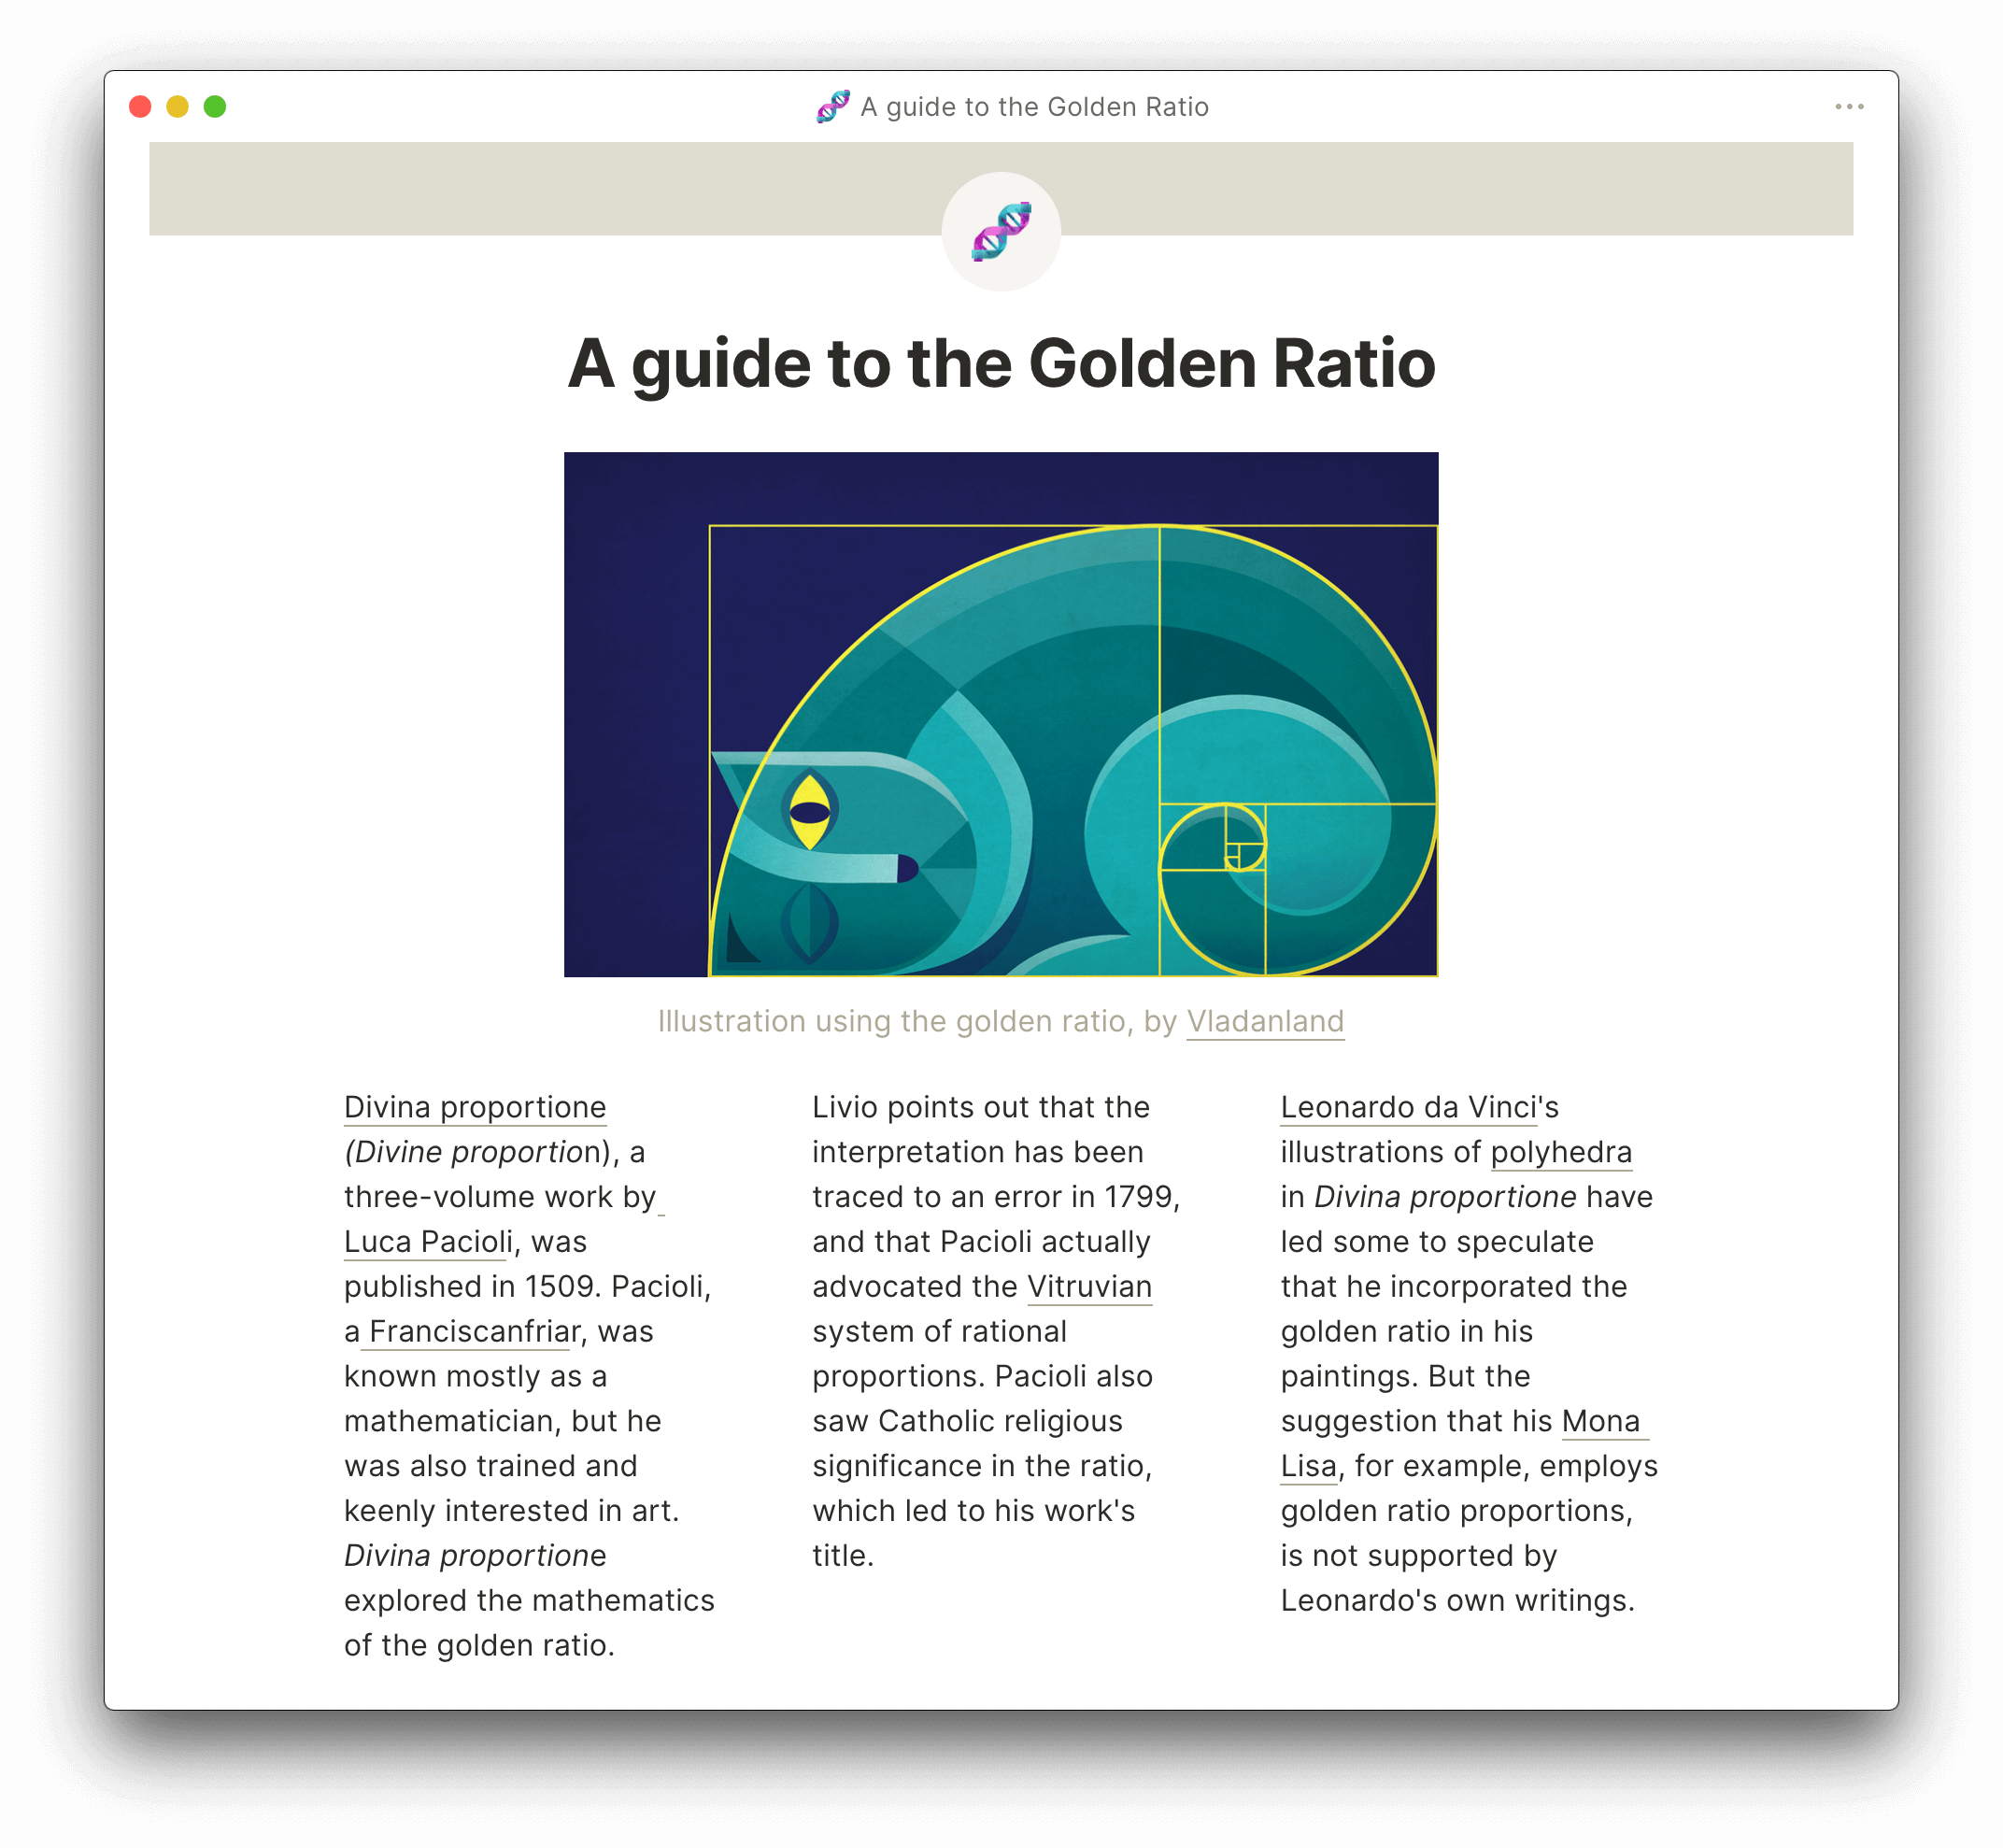 A guide to the Golden Ratio
A guide to the Golden Ratio
Illustration using the golden ratio, by Vladanland
Divina proportione
(Divine proportion), a
three-volume work by
Luca Pacioli, was
published in 1509. Pacioli,
a Franciscanfriar, was
known mostly as a
mathematician, but he
was also trained and
keenly interested in art.
Divina proportione
explored the mathematics
of the golden ratio.
Livio points out that the
interpretation has been
traced to an error in 1799,
and that Pacioli actually
advocated the Vitruvian
system of rational
proportions. Pacioli also
saw Catholic religious
significance in the ratio,
which led to his work's
title.
Leonardo da Vinci's
illustrations of polyhedra
in Divina proportione have
led some to speculate
that he incorporated the
golden ratio in his
paintings. But the
suggestion that his Mona
Lisa, for example, employs
golden ratio proportions,
is not supported by
Leonardo's own writings.